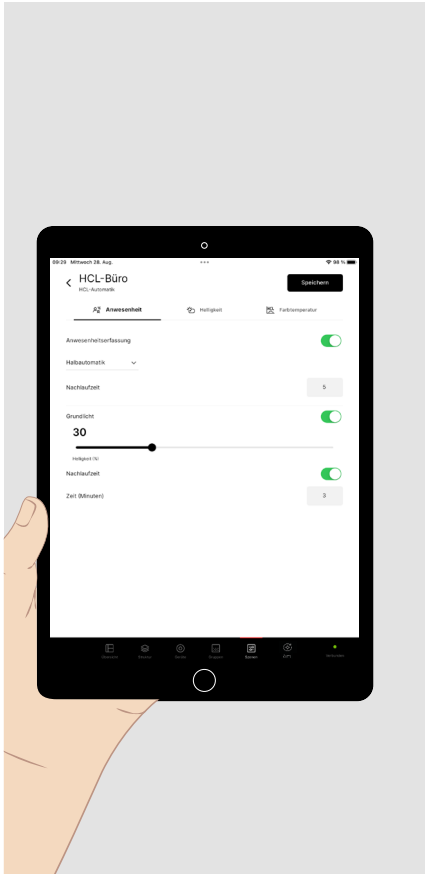 09:26 Mittwoch 28. Aug.
98 %
HCL-Büro
HCL-Automatik
Speichern
Anwesenheit
Helligkeit
Farbtemperatur
Anwesenheitserfassung
Halbautomatik
Nachlaufzeit
5
Grundlicht
30
Helligkeit (%)
Nachlaufzeit
Zeit (Minuten)
3